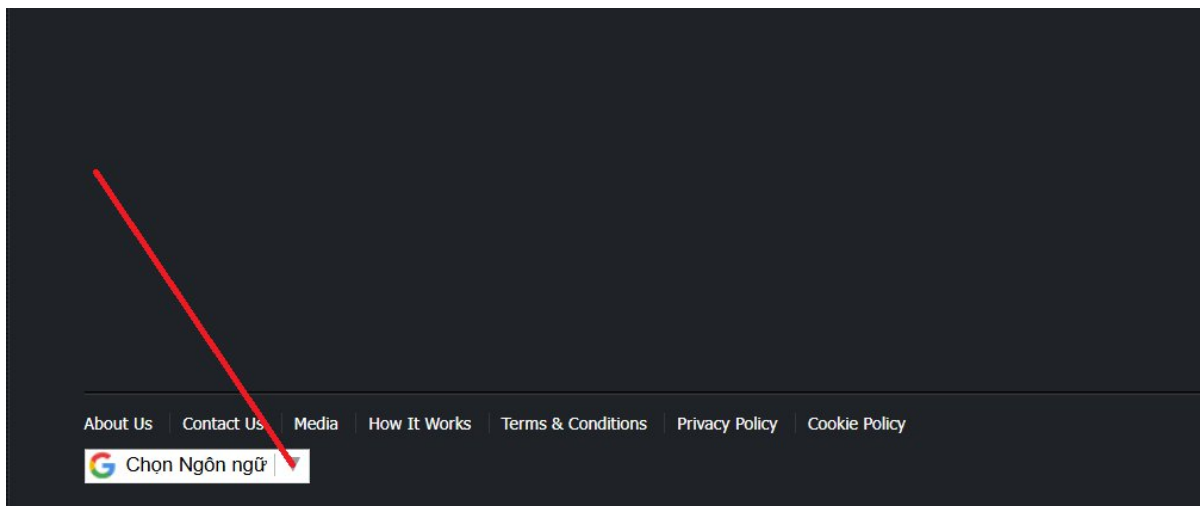 About Us Contact Us Media How It Works Terms & Conditions Privacy Policy Cookie Policy
Chọn Ngôn ngữ ▼